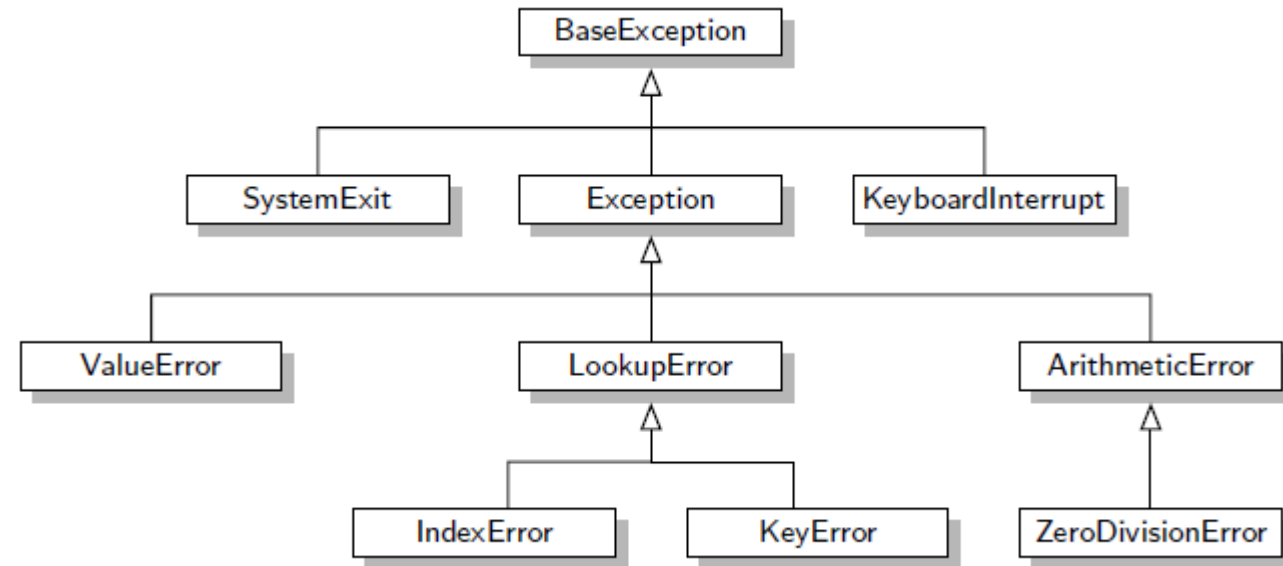 BaseException
SystemExit
Exception
KeyboardInterrupt
ValueError
LookupError
ArithmeticError
IndexError
KeyError
ZeroDivisionError